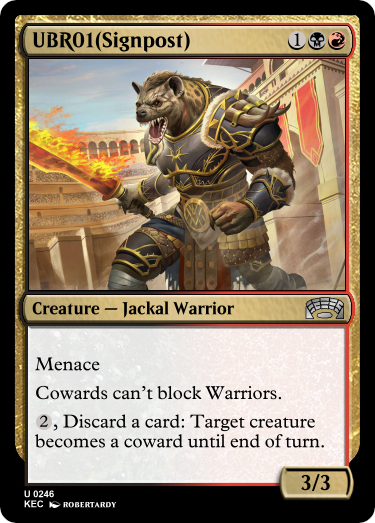 UBR01(Signpost) 1
Creature — Jackal Warrior
Menace
Cowards can't block Warriors.
2, Discard a card: Target creature
becomes a coward until end of turn.
3/3
U 0246
KEC ROBERTARDY